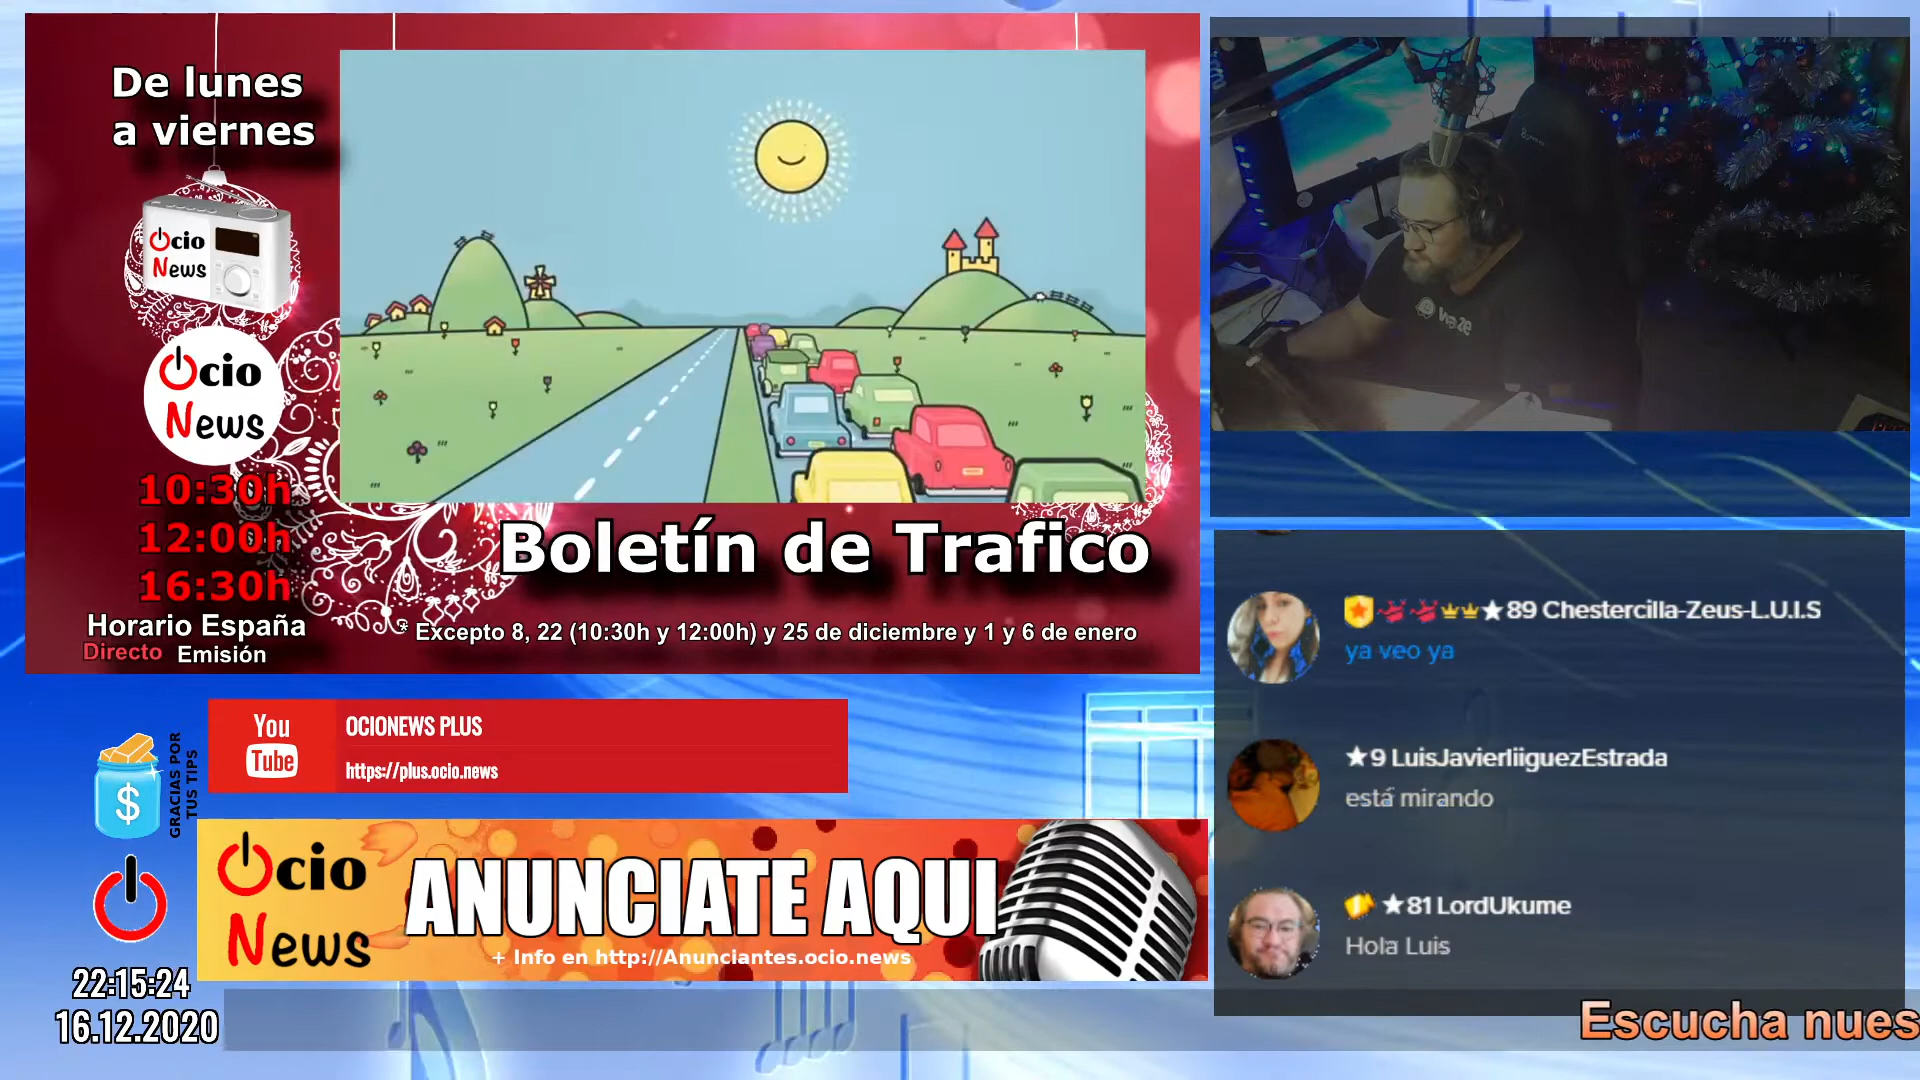 De lunes
a viernes
Ocio
News
Ocio
News
10:30h
12:00h
16:30h
Horario España
Directo Emisión
Boletín de Trafico
* Excepto 8, 22 (10:30h y 12:00h) y 25 de diciembre y 1 y 6 de enero
waze
89 Chestercilla-Zeus-L.U.I.S
ya veo ya
9 LuisJavierIiiguezEstrada
está mirando
81 LordUkume
Hola Luis
You
Tube
OCIONEWS PLUS
https://plus.ocio.news
$
GRACIAS POR
TUS TIPS
Ocio
News
ANUNCIATE AQUI
+ Info en http://Anunciantes.ocio.news
22:15:24
16.12.2020
Escucha nues